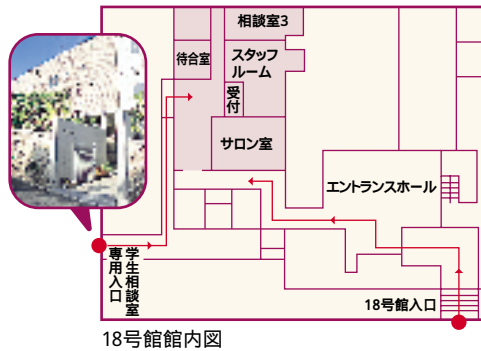 相談室3
待合室
スタッフ
ルーム
受付
サロン室
エントランスホール
学生相談室
専用入口
18号館入口
18号館館内図